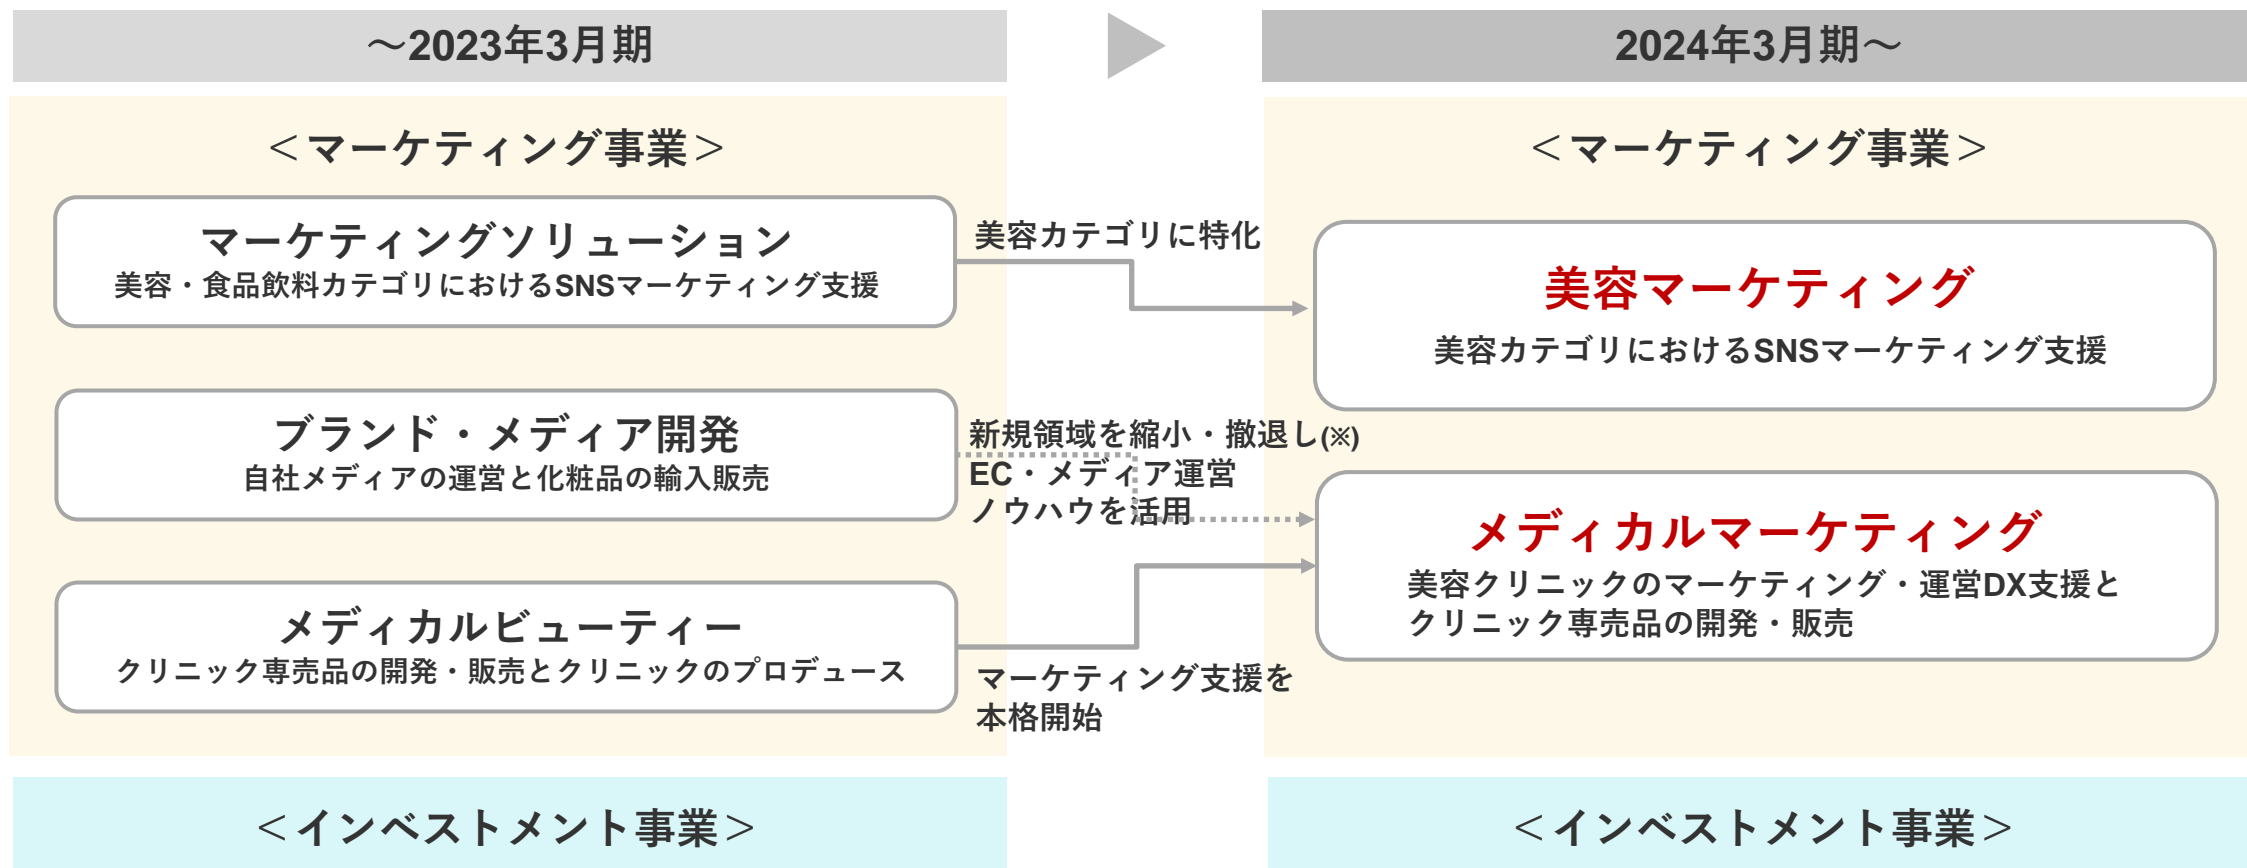 ～2023年3月期
2024年3月期～
＜マーケティング事業＞
マーケティングソリューション
美容・食品飲料カテゴリにおけるSNSマーケティング支援
ブランド・メディア開発
自社メディアの運営と化粧品の輸入販売
メディカルビューティー
クリニック専売品の開発・販売とクリニックのプロデュース
美容カテゴリに特化
新規領域を縮小・撤退し(※)
EC・メディア運営
ノウハウを活用
マーケティング支援を
本格開始
＜マーケティング事業＞
美容マーケティング
美容カテゴリにおけるSNSマーケティング支援
メディカルマーケティング
美容クリニックのマーケティング・運営DX支援と
クリニック専売品の開発・販売
＜インベストメント事業＞
＜インベストメント事業＞